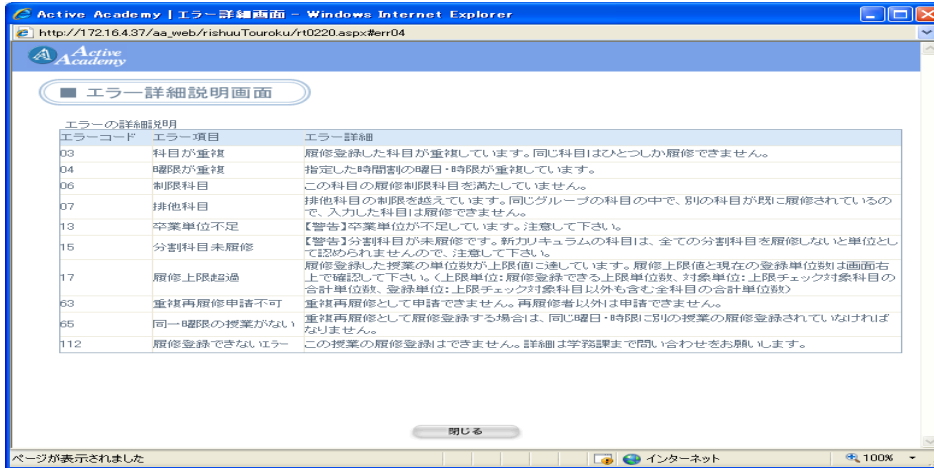 Active Academy | エラー詳細画面 - Windows Internet Explorer
http://172.16.4.37/aa_web/rishuuTouroku/rt0220.aspx#err04
Active
Academy
■ エラー詳細説明画面
エラーの詳細説明
エラーコード エラー項目 エラー詳細
03 科目が重複 履修登録した科目が重複しています。同じ科目はひとつしか履修できません。
04 曜限が重複 指定した時間割の曜日・時限が重複しています。
06 制限科目 この科目の履修制限科目を満たしていません。
07 排他科目 排他科目の制限を越えています。同じグループの科目の中で、別の科目が既に履修されているの
で、入力した科目は履修できません。
13 卒業単位不足 【警告】卒業単位が不足しています。注意して下さい。
15 分割科目未履修 【警告】分割科目が未履修です。新カリキュラムの科目は、全ての分割科目を履修しないと単位とし
て認められませんので、注意して下さい。
17 履修上限超過 履修登録した授業の単位数が上限値に達しています。履修上限値と現在の登録単位数は画面右
上で確認して下さい。(上限単位:履修登録できる上限単位数、対象単位:上限チェック対象科目の
合計単位数、登録単位:上限チェック対象科目以外も含む全科目の合計単位数)
63 重複再履修申請不可 重複再履修として申請できません。再履修者以外は申請できません。
65 同一曜限の授業がない 重複再履修として履修登録する場合は、同じ曜日・時限に別の授業の履修登録されていなければ
なりません。
112 履修登録できないエラー この授業の履修登録はできません。詳細は学務課まで問い合わせをお願いします。
閉じる
ページが表示されました インターネット 100%